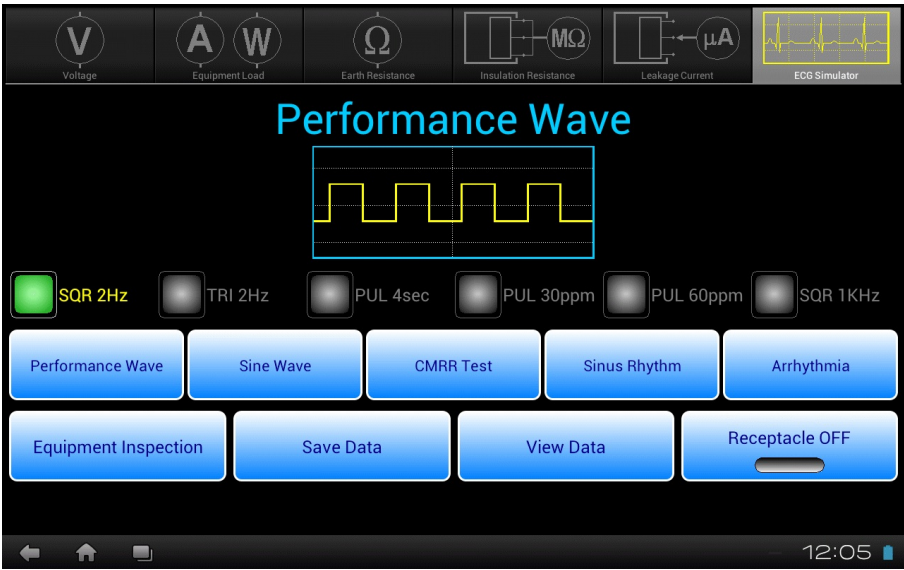 V
A W
Ω
MΩ
µA
Voltage
Equipment Load
Earth Resistance
Insulation Resistance
Leakage Current
ECG Simulator
Performance Wave
SQR 2Hz
TRI 2Hz
PUL 4sec
PUL 30ppm
PUL 60ppm
SQR 1KHz
Performance Wave
Sine Wave
CMRR Test
Sinus Rhythm
Arrhythmia
Equipment Inspection
Save Data
View Data
Receptacle OFF
12:05